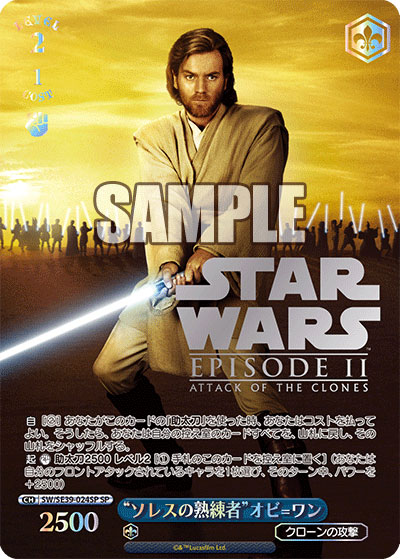 LEVEL
2
1
COST
SAMPLE
STAR
WARS
EPISODE II
ATTACK OF THE CLONES
自【①】あなたがこのカードの『助太刀』を使った時、あなたはコストを払って
よい。そうしたら、あなたは自分の控え室のカードすべてを、山札に戻し、その
山札をシャッフルする。
起 助太刀2500 レベル2【① 手札のこのカードを控え室に置く】（あなたは
自分のフロントアタックされているキャラを1枚選び、そのターン中、パワーを
+2500）
CH SW/SE39-024SP SP
“ソレスの熟練者”オビ=ワン
2500
クローンの攻撃
©&™Lucasfilm Ltd.